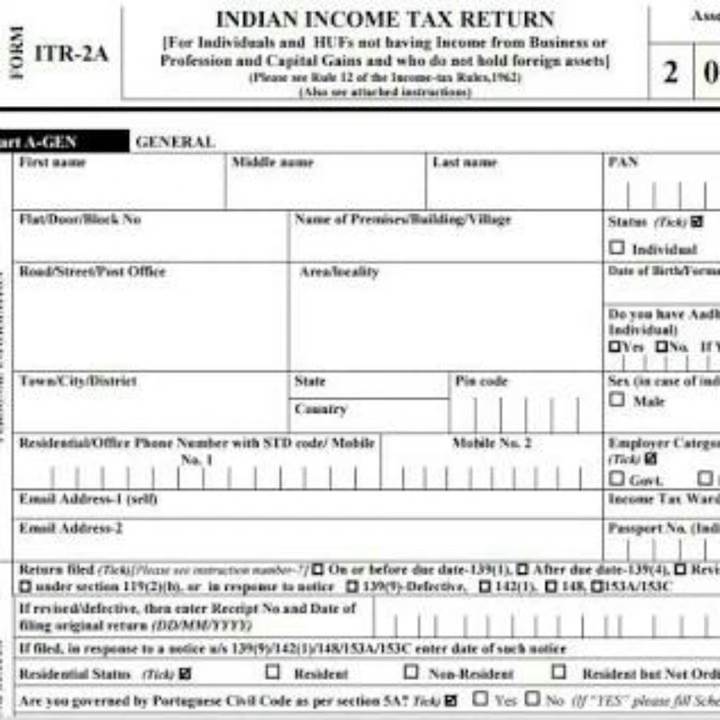 FORM
ITR-2A
INDIAN INCOME TAX RETURN
[For Individuals and HUFs not having Income from Business or
Profession and Capital Gains and who do not hold foreign assets]
(Please see Rule 12 of the Income-tax Rules,1962)
(Also see attached instructions)
Asse
2 0
art A-GEN GENERAL
First name Middle name Last name PAN
Flat/Door/Block No Name of Premises/Building/Village Status (Tick) ☑
☐ Individual
Road/Street/Post Office Area/locality Date of Birth/Forma
Do you have Aadh
Individual)
☐Yes ☐No. If Y
Town/City/District State Pin code Sex (in case of indi
☐ Male
Country
Residential/Office Phone Number with STD code/ Mobile
No. 1
Mobile No. 2 Employer Catego
(Tick) ☑
☐ Govt. ☐
Email Address-1 (self) Income Tax Ward
Email Address-2 Passport No. (Indi
Return filed (Tick)[Please see instruction number-7] ☐ On or before due date-139(1), ☐ After due date-139(4), ☐ Revi
☐ under section 119(2)(b), or in response to notice ☐ 139(9)-Defective, ☐ 142(1), ☐ 148, ☐153A/153C
If revised/defective, then enter Receipt No and Date of
filing original return (DD/MM/YYYY)
If filed, in response to a notice u/s 139(9)/142(1)/148/153A/153C enter date of such notice
Residential Status (Tick) ☑ ☐ Resident ☐ Non-Resident ☐ Resident but Not Ordi
Are you governed by Portuguese Civil Code as per section 5A? Tick) ☑ ☐ Yes ☐ No (If "YES" please fill Sche